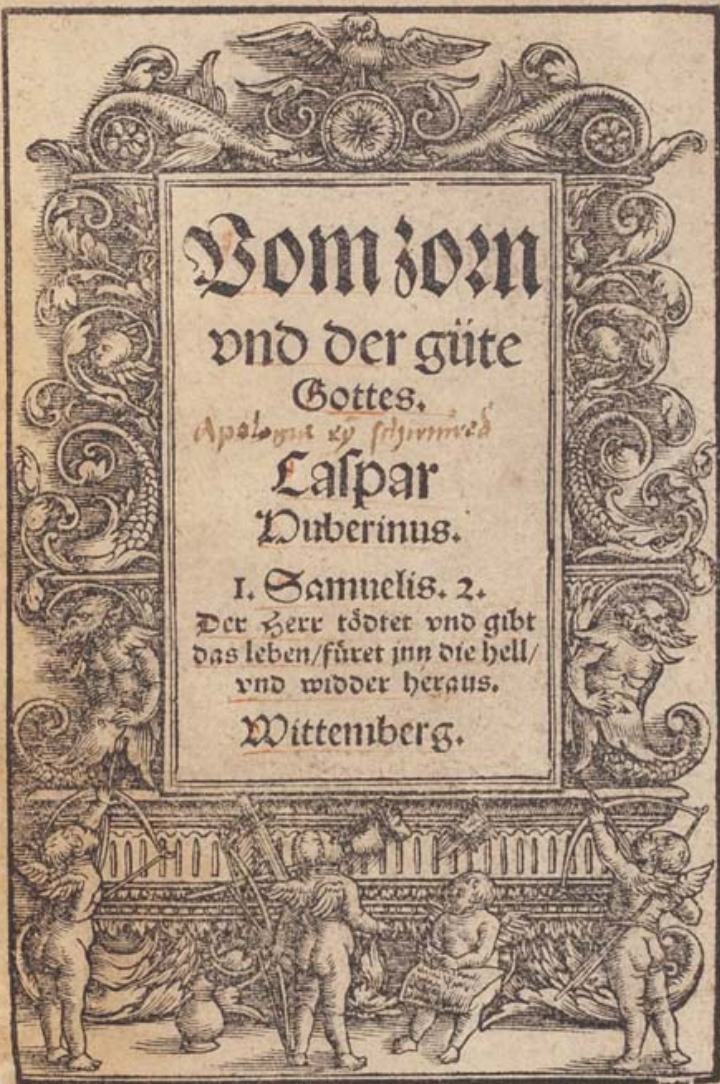 Vom zorn
vnd der güte
Gottes.
Caſpar
Huberinus.
1. Samuelis. 2.
Der Herr tödtet vnd gibt
das leben/füret jnn die hell/
vnd widder heraus.
Wittemberg.